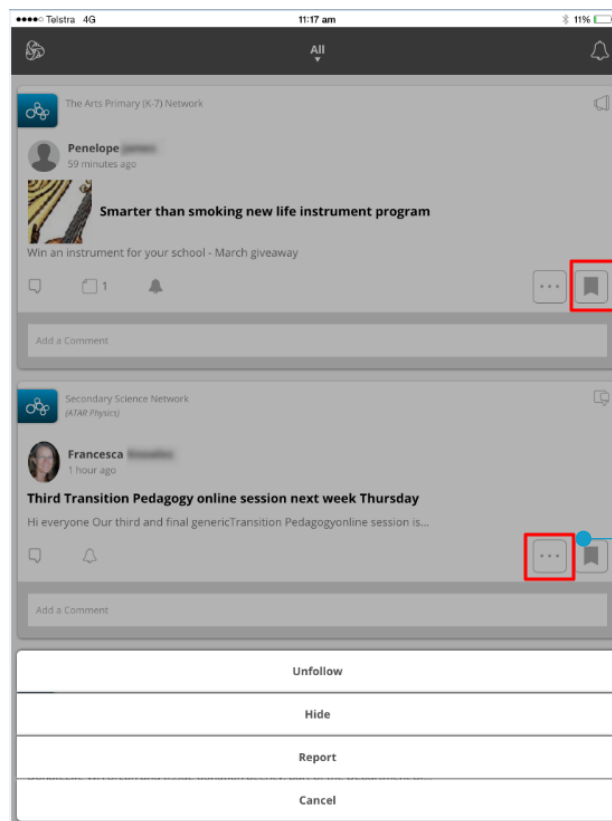 Telstra 4G 11:17 am 11%
All
The Arts Primary (K-7) Network
Penelope
59 minutes ago
Smarter than smoking new life instrument program
Win an instrument for your school - March giveaway
1
Add a Comment
Secondary Science Network
(ATAR Physics)
Francesca
1 hour ago
Third Transition Pedagogy online session next week Thursday
Hi everyone Our third and final genericTransition Pedagogyonline session is...
Add a Comment
Unfollow
Hide
Report
Cancel